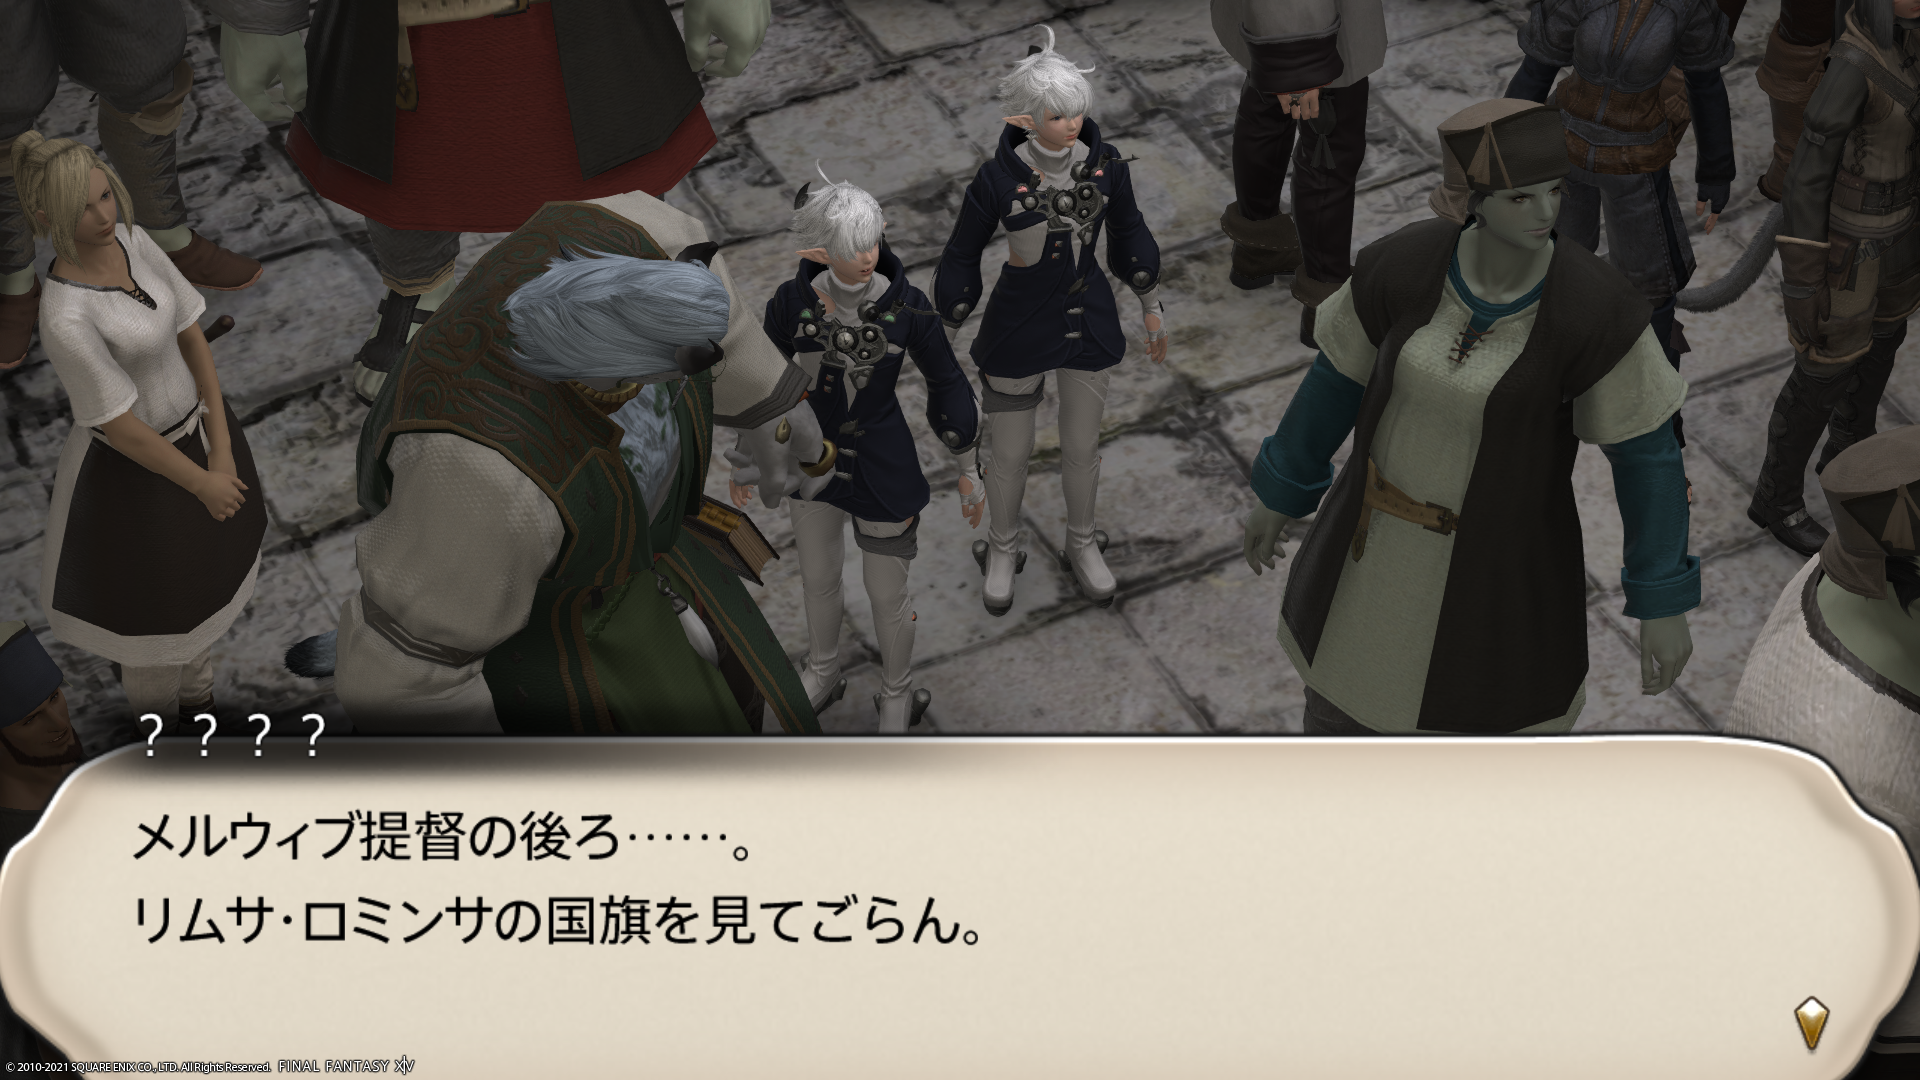 ？？？？
メルウィブ提督の後ろ……。
リムサ・ロミンサの国旗を見てごらん。
© 2010-2021 SQUARE ENIX CO., LTD. All Rights Reserved. FINAL FANTASY XIV